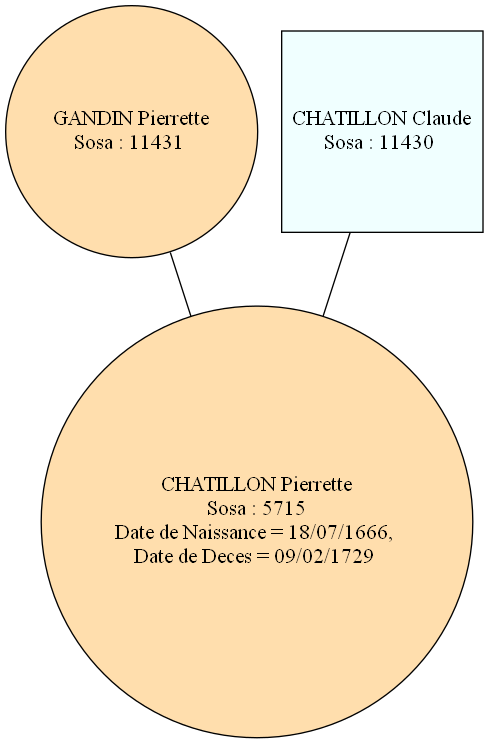 GANDIN Pierrette
Sosa : 11431
CHATILLON Claude
Sosa : 11430
CHATILLON Pierrette
Sosa : 5715
Date de Naissance = 18/07/1666,
Date de Deces = 09/02/1729